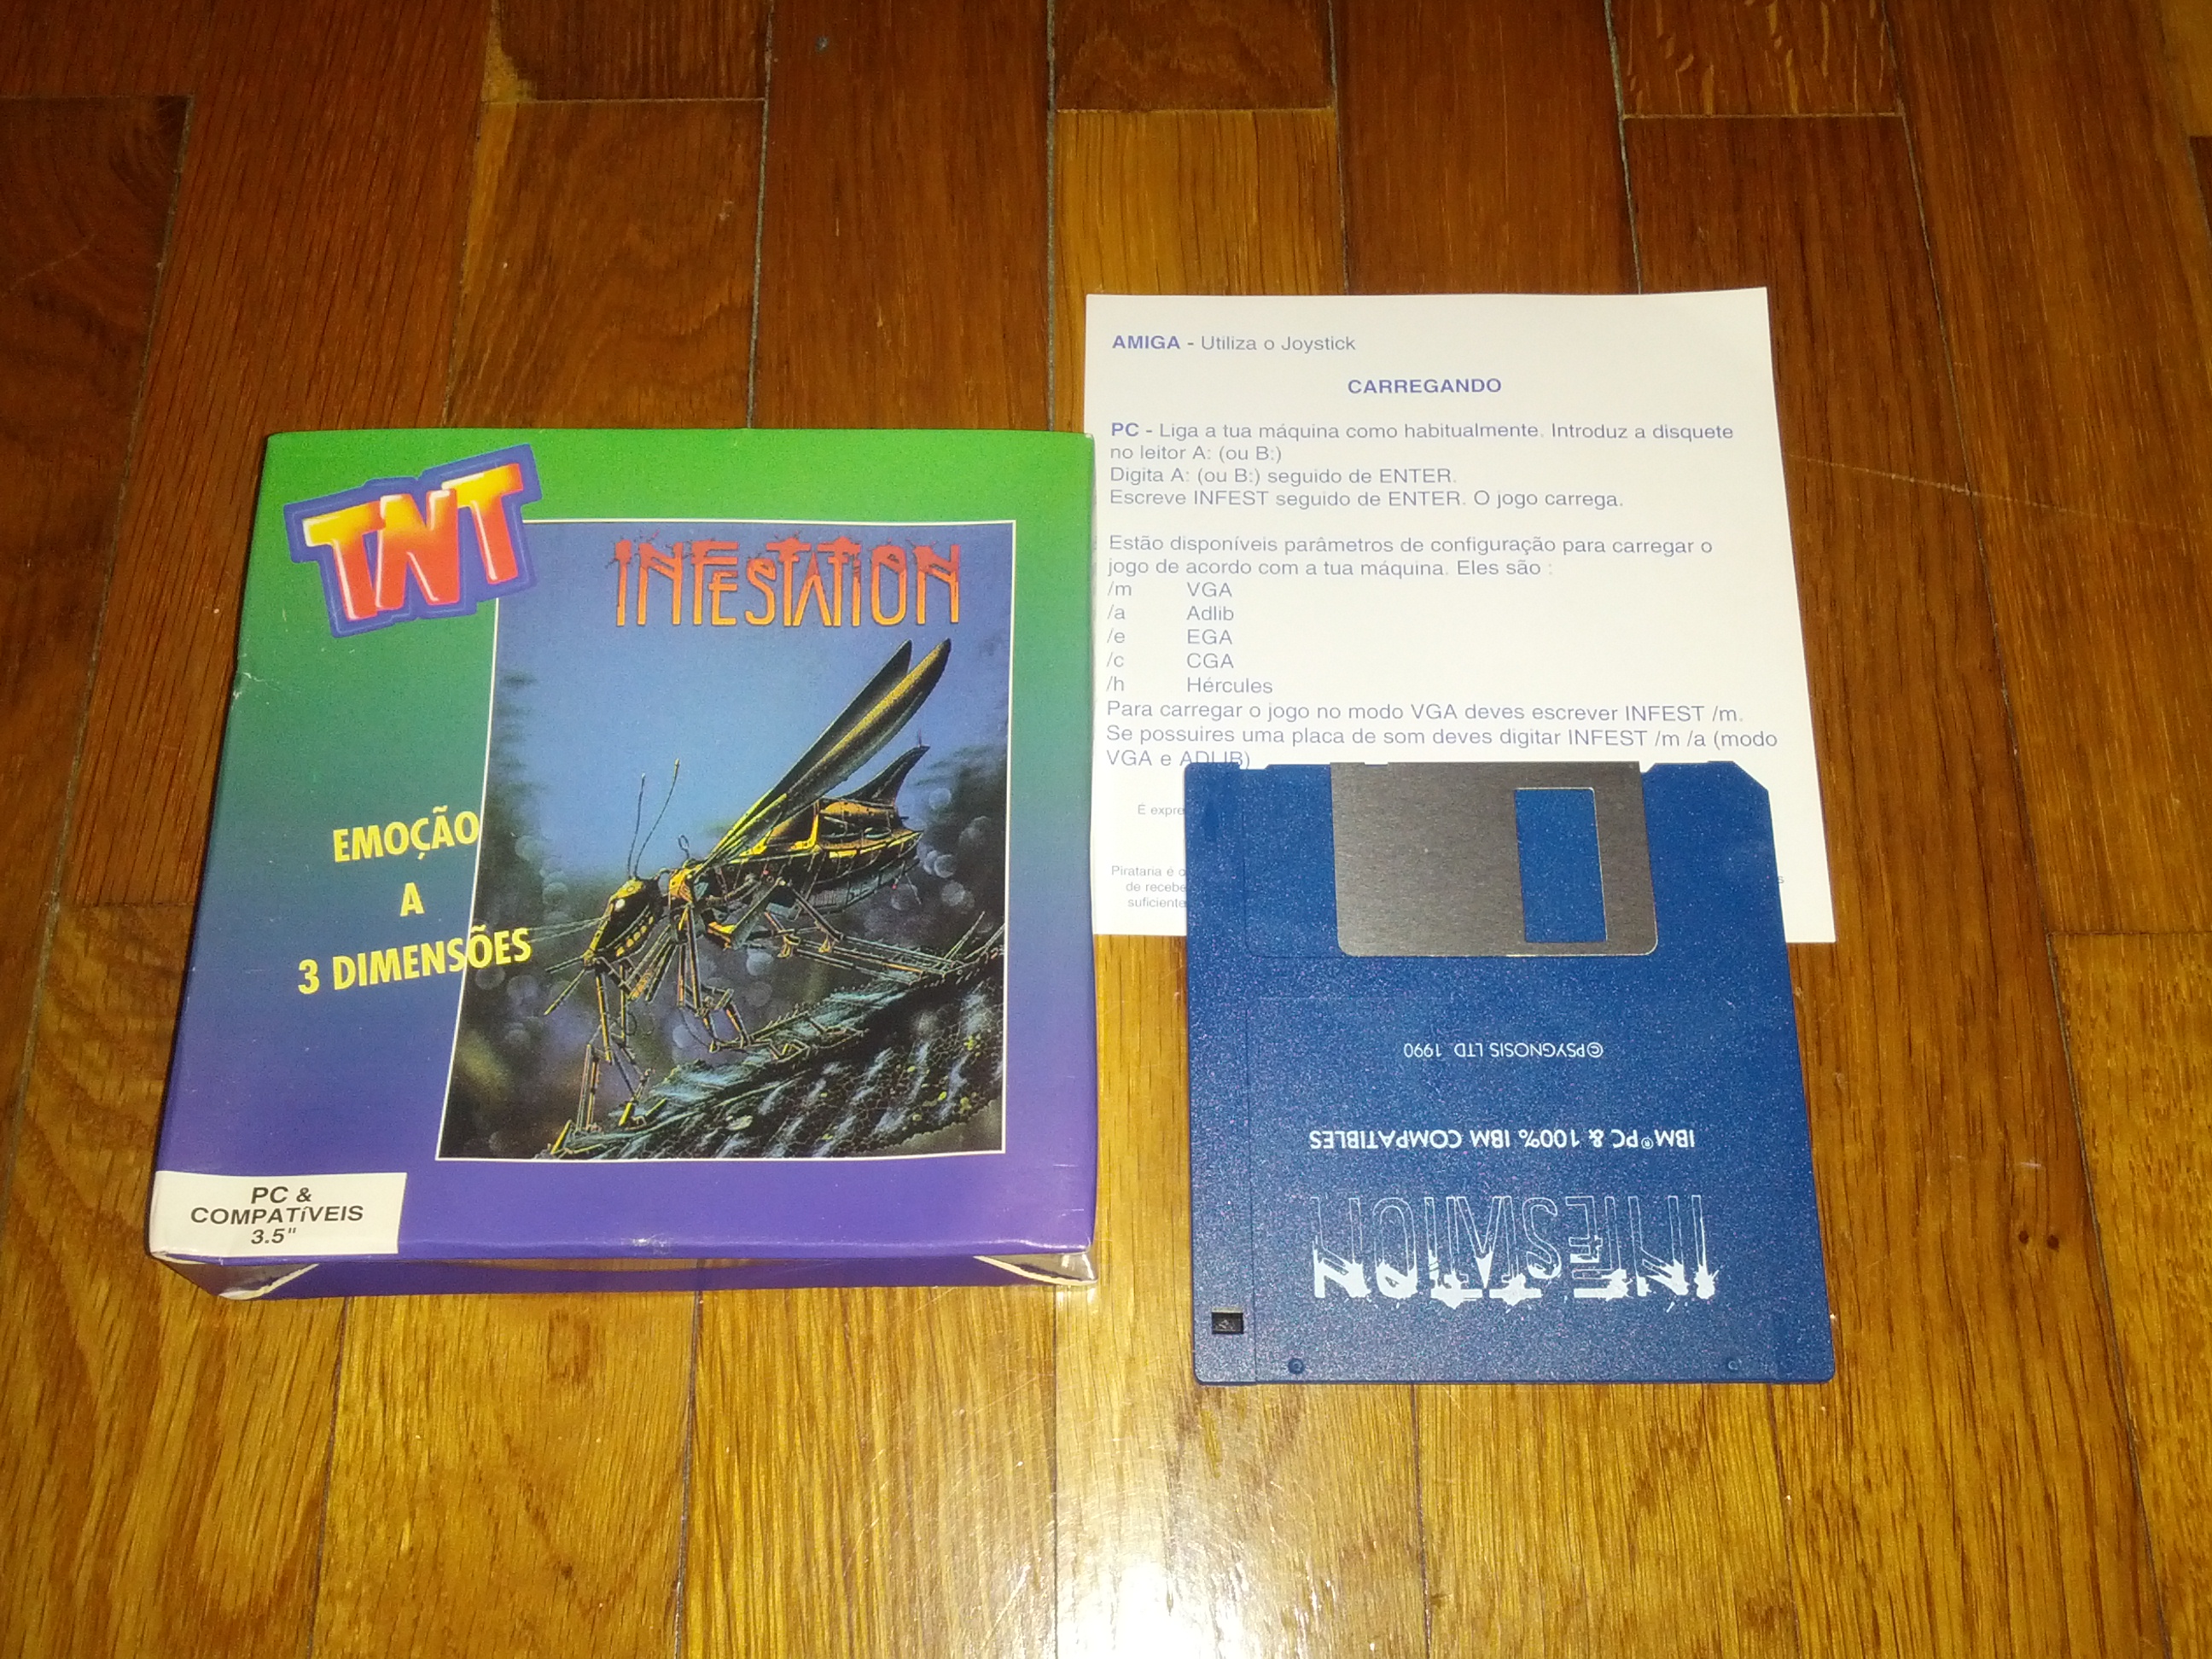 TNT
INFESTATION
EMOÇÃO
A
3 DIMENSÕES
PC &
COMPATíVEIS
3.5"
AMIGA - Utiliza o Joystick
CARREGANDO
PC - Liga a tua máquina como habitualmente. Introduz a disquete
no leitor A: (ou B:)
Digita A: (ou B:) seguido de ENTER.
Escreve INFEST seguido de ENTER. O jogo carrega.
Estão disponíveis parâmetros de configuração para carregar o
jogo de acordo com a tua máquina. Eles são :
/m VGA
/a Adlib
/e EGA
/c CGA
/h Hércules
Para carregar o jogo no modo VGA deves escrever INFEST /m.
Se possuires uma placa de som deves digitar INFEST /m /a (modo
VGA e ADLIB)
É
Pirataria é
de
INFESTATION
IBM® PC & 100% IBM COMPATIBLES
©PSYGNOSIS LTD 1990